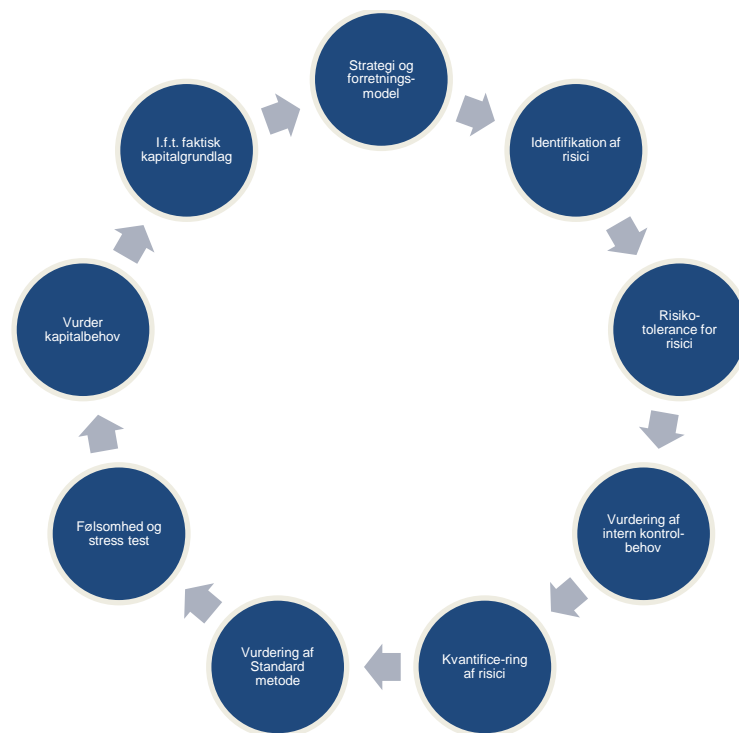 Strategi og
forretnings-
model
Identifikation af
risici
Risiko-
tolerance for
risici
Vurdering af
intern kontrol-
behov
Kvantifice-ring
af risici
Vurdering af
Standard
metode
Følsomhed og
stress test
Vurder
kapitalbehov
I.f.t. faktisk
kapitalgrundlag